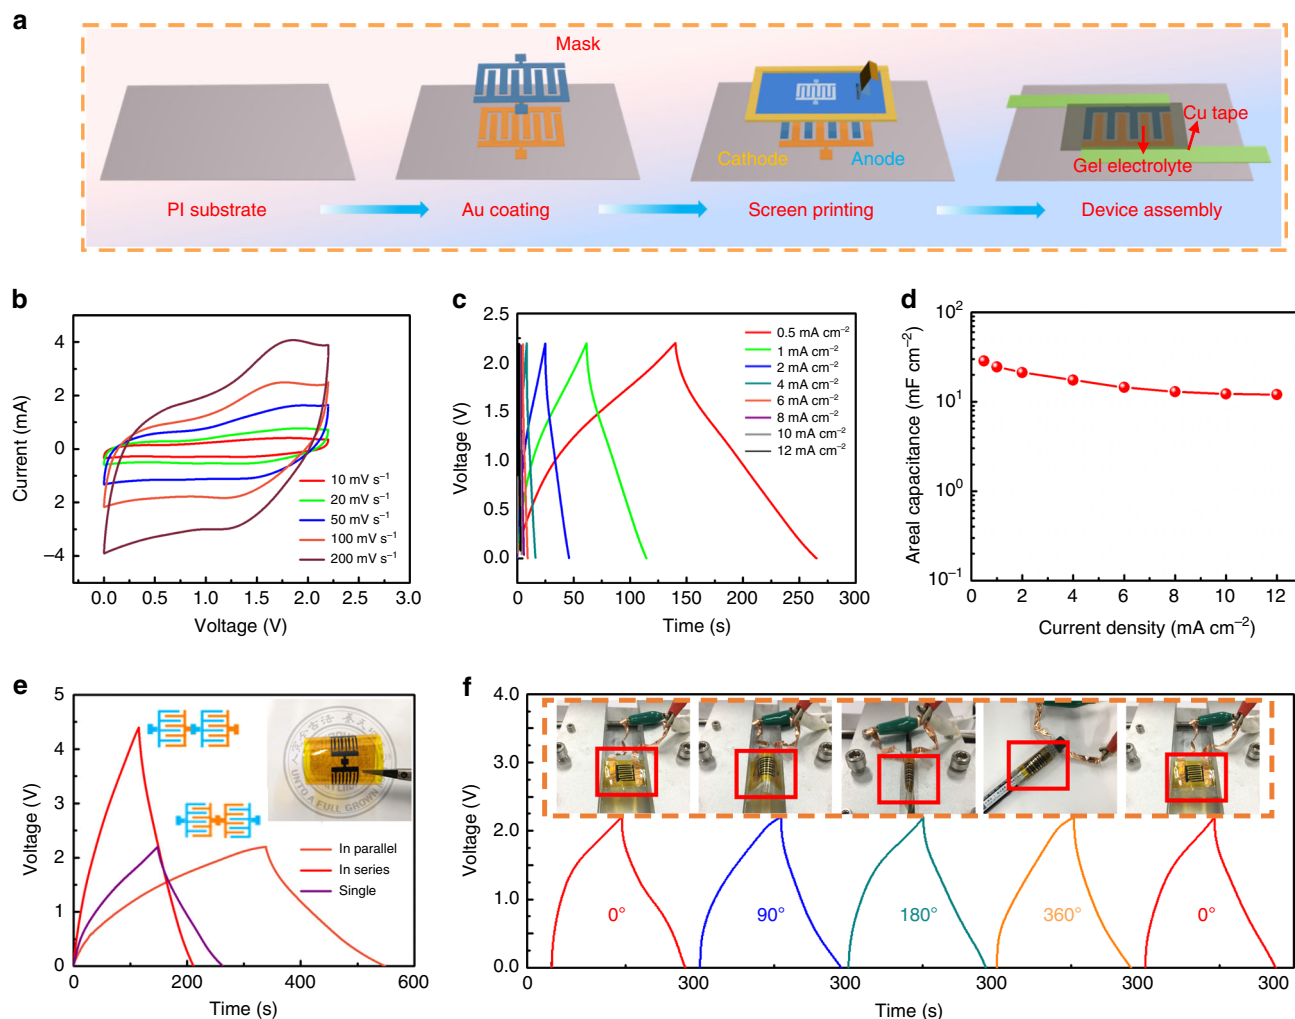 a
Mask
Cathode
Anode
Cu tape
Gel electrolyte
PI substrate
Au coating
Screen printing
Device assembly
b
Current (mA)
4
2
0
2
−4
10 mV s⁻¹
20 mV s⁻¹
50 mV s⁻¹
100 mV s⁻¹
200 mV s⁻¹
0.0 0.5 1.0 1.5 2.0 2.5 3.0
Voltage (V)
c
Voltage (V)
2.5
2.0
1.5
1.0
0.5
0.0
0.5 mA cm⁻²
1 mA cm⁻²
2 mA cm⁻²
4 mA cm⁻²
6 mA cm⁻²
8 mA cm⁻²
10 mA cm⁻²
12 mA cm⁻²
0 50 100 150 200 250 300
Time (s)
d
Areal capacitance (mF cm⁻²)
10²
10¹
10⁰
10⁻¹
2 4 6 8 10 12
Current density (mA cm⁻²)
e
Voltage (V)
5
4
3
2
1
0
UNTO A FULL GROWN
In parallel
In series
Single
0 200 400 600
Time (s)
f
Voltage (V)
4.0
3.0
2.0
1.0
0.0
0°
90°
180°
360°
0°
0 300 300 300 300 300
Time (s)